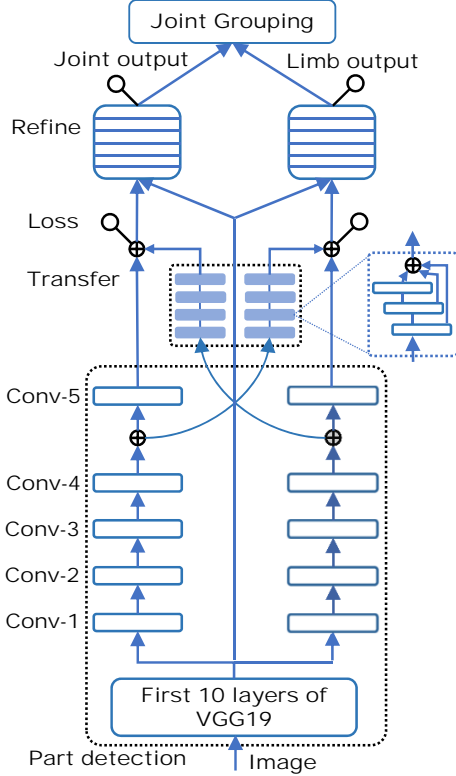 Joint Grouping
Joint output
Limb output
Refine
Loss
Transfer
Conv-5
Conv-4
Conv-3
Conv-2
Conv-1
First 10 layers of
VGG19
Part detection
Image